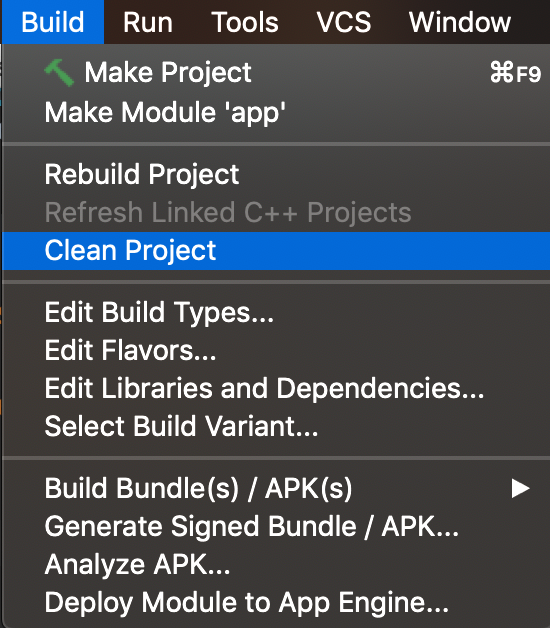 Build Run Tools VCS Window
Make Project ⌘F9
Make Module 'app'
Rebuild Project
Refresh Linked C++ Projects
Clean Project
Edit Build Types...
Edit Flavors...
Edit Libraries and Dependencies...
Select Build Variant...
Build Bundle(s) / APK(s)
Generate Signed Bundle / APK...
Analyze APK...
Deploy Module to App Engine...